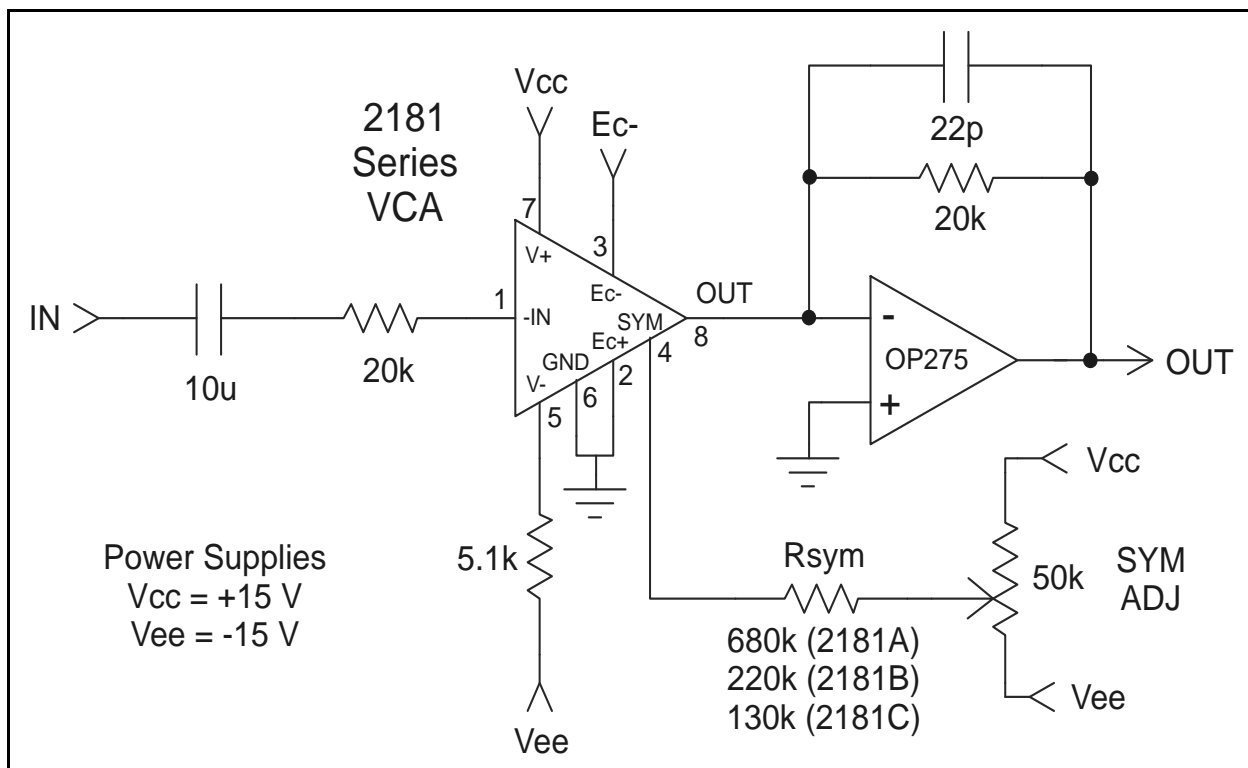 Vcc
2181
Series
VCA
Ec-
22p
20k
7
V+
3
Ec-
1
-IN
OUT
SYM
8
4
Ec+
2
GND
6
V-
5
IN
10u
20k
-
OP275
+
OUT
Vcc
5.1k
Rsym
50k
SYM
ADJ
Power Supplies
Vcc = +15 V
Vee = -15 V
680k (2181A)
220k (2181B)
130k (2181C)
Vee
Vee